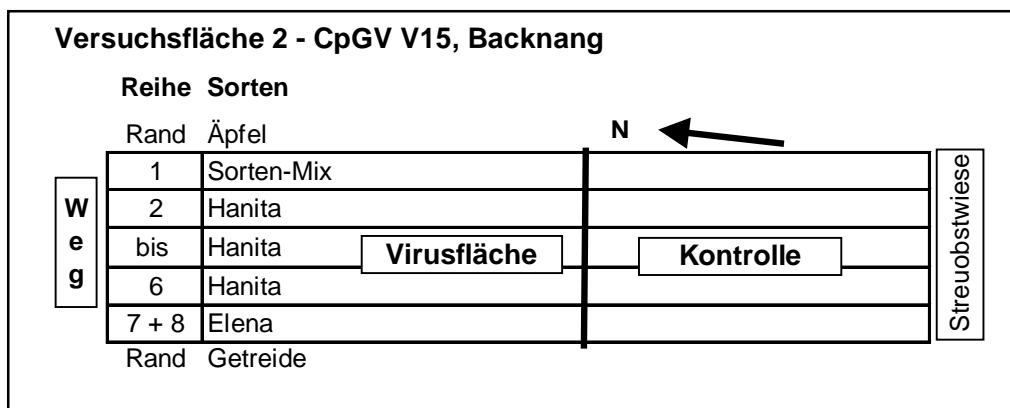 Versuchsfläche 2 - CpGV V15, Backnang
Reihe Sorten
Rand Äpfel
N
1 Sorten-Mix
2 Hanita
bis Hanita
6 Hanita
7 + 8 Elena
Rand Getreide
Weg
Virusfläche
Kontrolle
Streuobstwiese